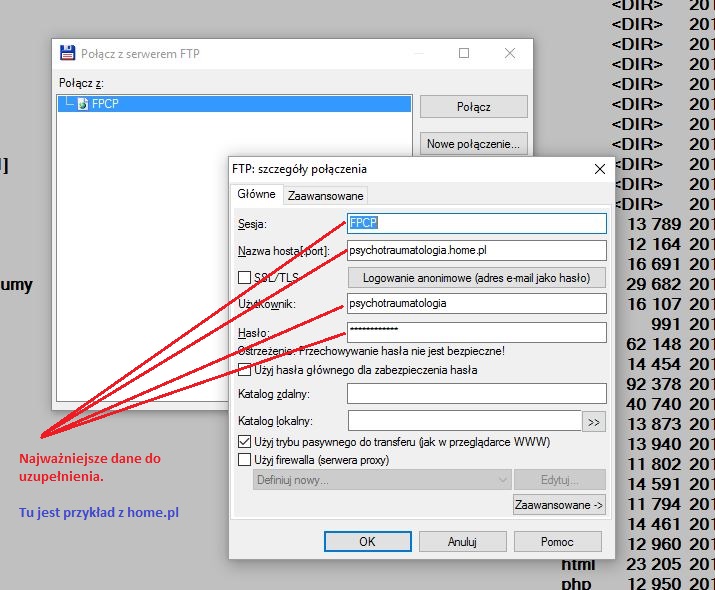 <DIR> 201
<DIR> 201
<DIR> 201
<DIR> 201
<DIR> 201
<DIR> 201
<DIR> 201
<DIR> 201
<DIR> 201
<DIR> 201
<DIR> 201
13 789 201
12 164 201
16 691 201
29 682 201
16 107 201
991 201
62 148 201
14 454 201
92 378 201
40 740 201
13 873 201
13 940 201
11 802 201
14 591 201
11 794 201
14 461 201
12 960 201
html 23 205 201
php 12 950 201
]
umy
Połącz z serwerem FTP
Połącz z:
FPCP
Połącz
Nowe połączenie...
FTP: szczegóły połączenia
Główne Zaawansowane
Sesja: FPCP
Nazwa hosta[:port]: psychotraumatologia.home.pl
SSL/TLS Logowanie anonimowe (adres e-mail jako hasło)
Użytkownik: psychotraumatologia
Hasło: ************
Ostrzeżenie: Przechowywanie hasła nie jest bezpieczne!
Użyj hasła głównego dla zabezpieczenia hasła
Katalog zdalny:
Katalog lokalny: >>
Użyj trybu pasywnego do transferu (jak w przeglądarce WWW)
Użyj firewalla (serwera proxy)
Definiuj nowy... Edytuj...
Zaawansowane ->
OK Anuluj Pomoc
Najważniejsze dane do
uzupełnienia.
Tu jest przykład z home.pl